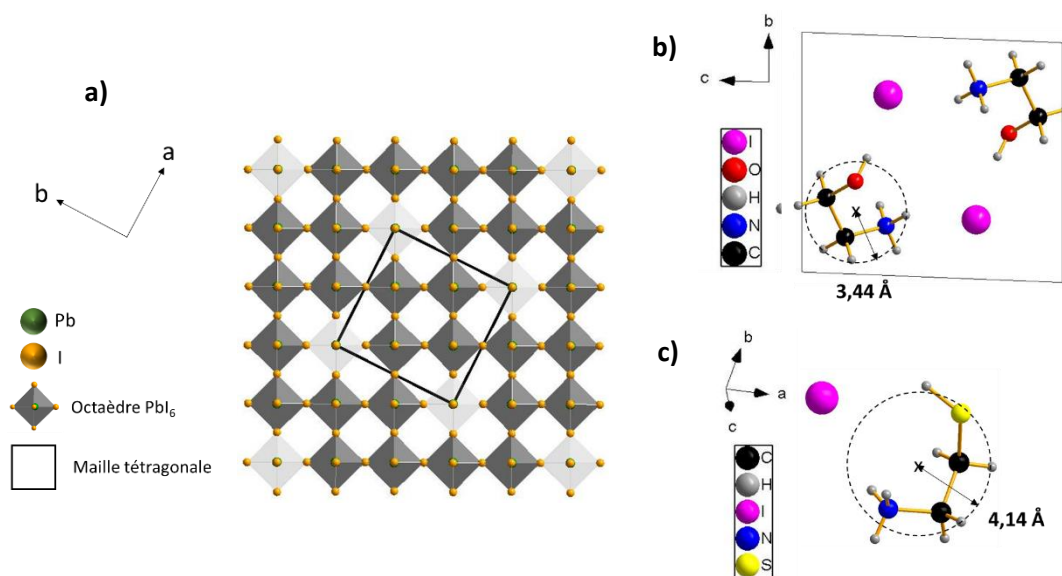 a)
a
b
Pb
I
Octaèdre PbI₆
Maille tétragonale
b)
b
c
I
O
H
N
C
x
3,44 Å
c)
b
a
c
C
H
I
N
S
x
4,14 Å